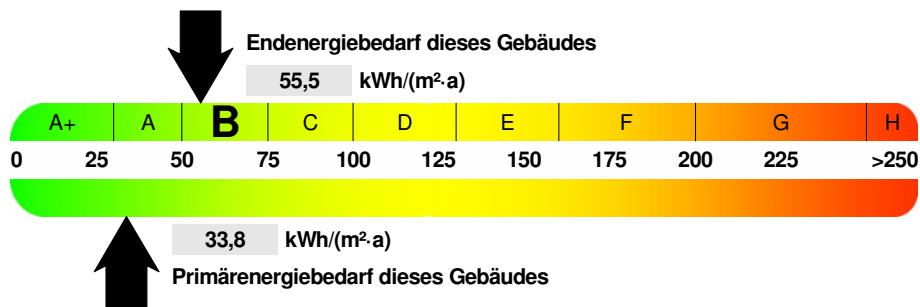 Endenergiebedarf dieses Gebäudes
55,5 kWh/(m²·a)
A+ A B C D E F G H
0 25 50 75 100 125 150 175 200 225 >250
33,8 kWh/(m²·a)
Primärenergiebedarf dieses Gebäudes